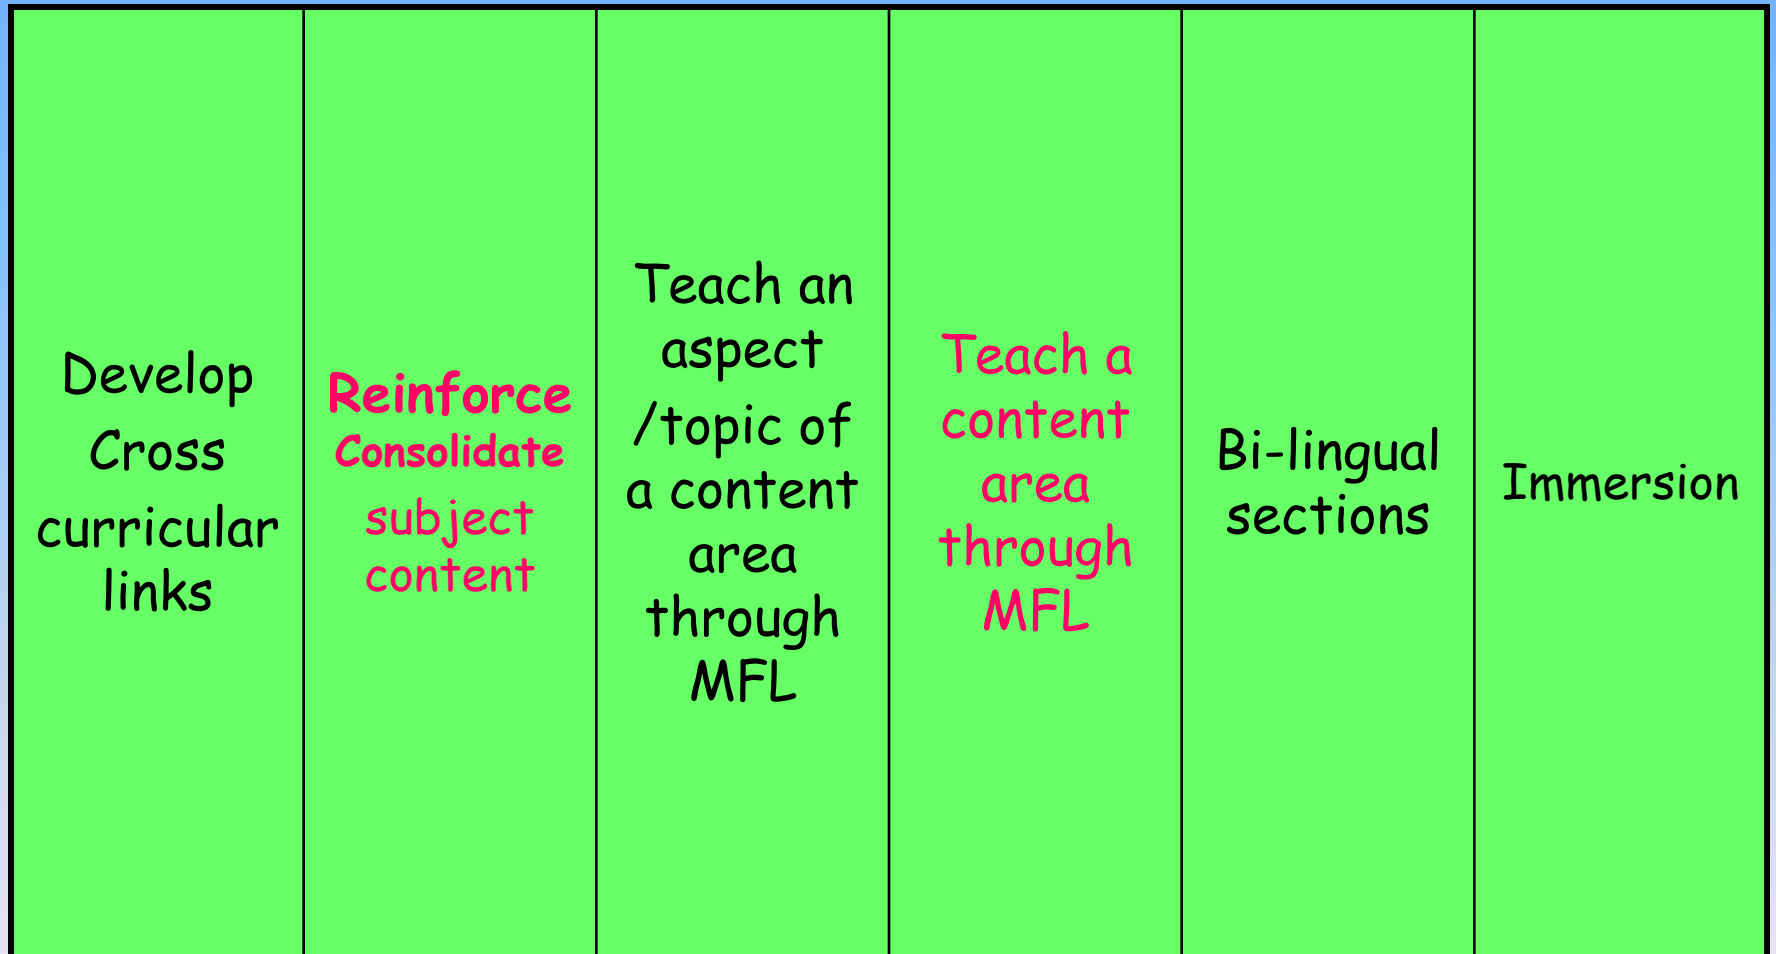 Develop
Cross
curricular
links
Reinforce
Consolidate
subject
content
Teach an
aspect
/topic of
a content
area
through
MFL
Teach a
content
area
through
MFL
Bi-lingual
sections
Immersion